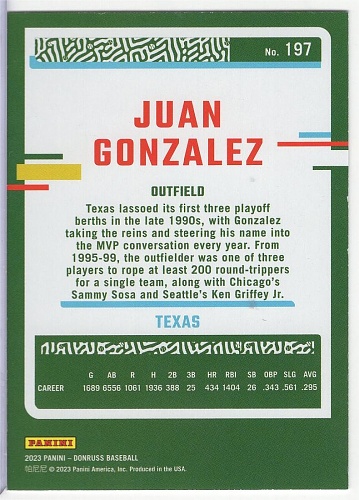 No. 197
JUAN
GONZALEZ
OUTFIELD
Texas lassoed its first three playoff
berths in the late 1990s, with Gonzalez
taking the reins and steering his name into
the MVP conversation every year. From
1995-99, the outfielder was one of three
players to rope at least 200 round-trippers
for a single team, along with Chicago's
Sammy Sosa and Seattle's Ken Griffey Jr.
TEXAS
G AB R H 2B 3B HR RBI SB OBP SLG AVG
CAREER 1689 6556 1061 1936 388 25 434 1404 26 .343 .561 .295
PANINI
2023 PANINI – DONRUSS BASEBALL
帕尼尼 © 2023 Panini America, Inc. Produced in the USA.